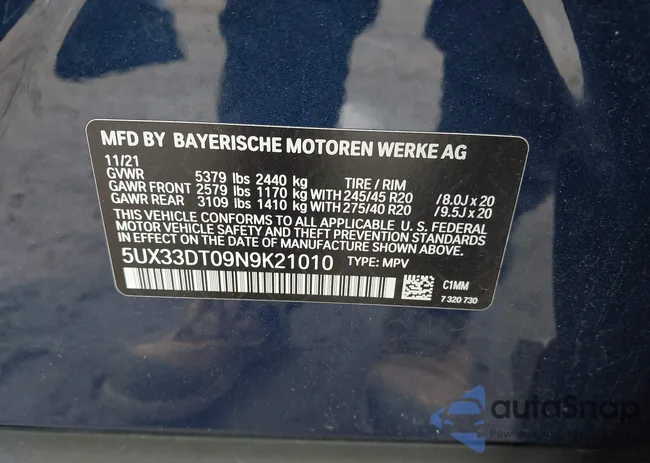 MFD BY BAYERISCHE MOTOREN WERKE AG
11/21
GVWR 5379 lbs 2440 kg TIRE / RIM
GAWR FRONT 2579 lbs 1170 kg WITH 245/45 R20 /8.0J x 20
GAWR REAR 3109 lbs 1410 kg WITH 275/40 R20 /9.5J x 20
THIS VEHICLE CONFORMS TO ALL APPLICABLE U. S. FEDERAL
MOTOR VEHICLE SAFETY AND THEFT PREVENTION STANDARDS
IN EFFECT ON THE DATE OF MANUFACTURE SHOWN ABOVE.
5UX33DT09N9K21010 TYPE: MPV
C1MM
7 320 730
autoSnap